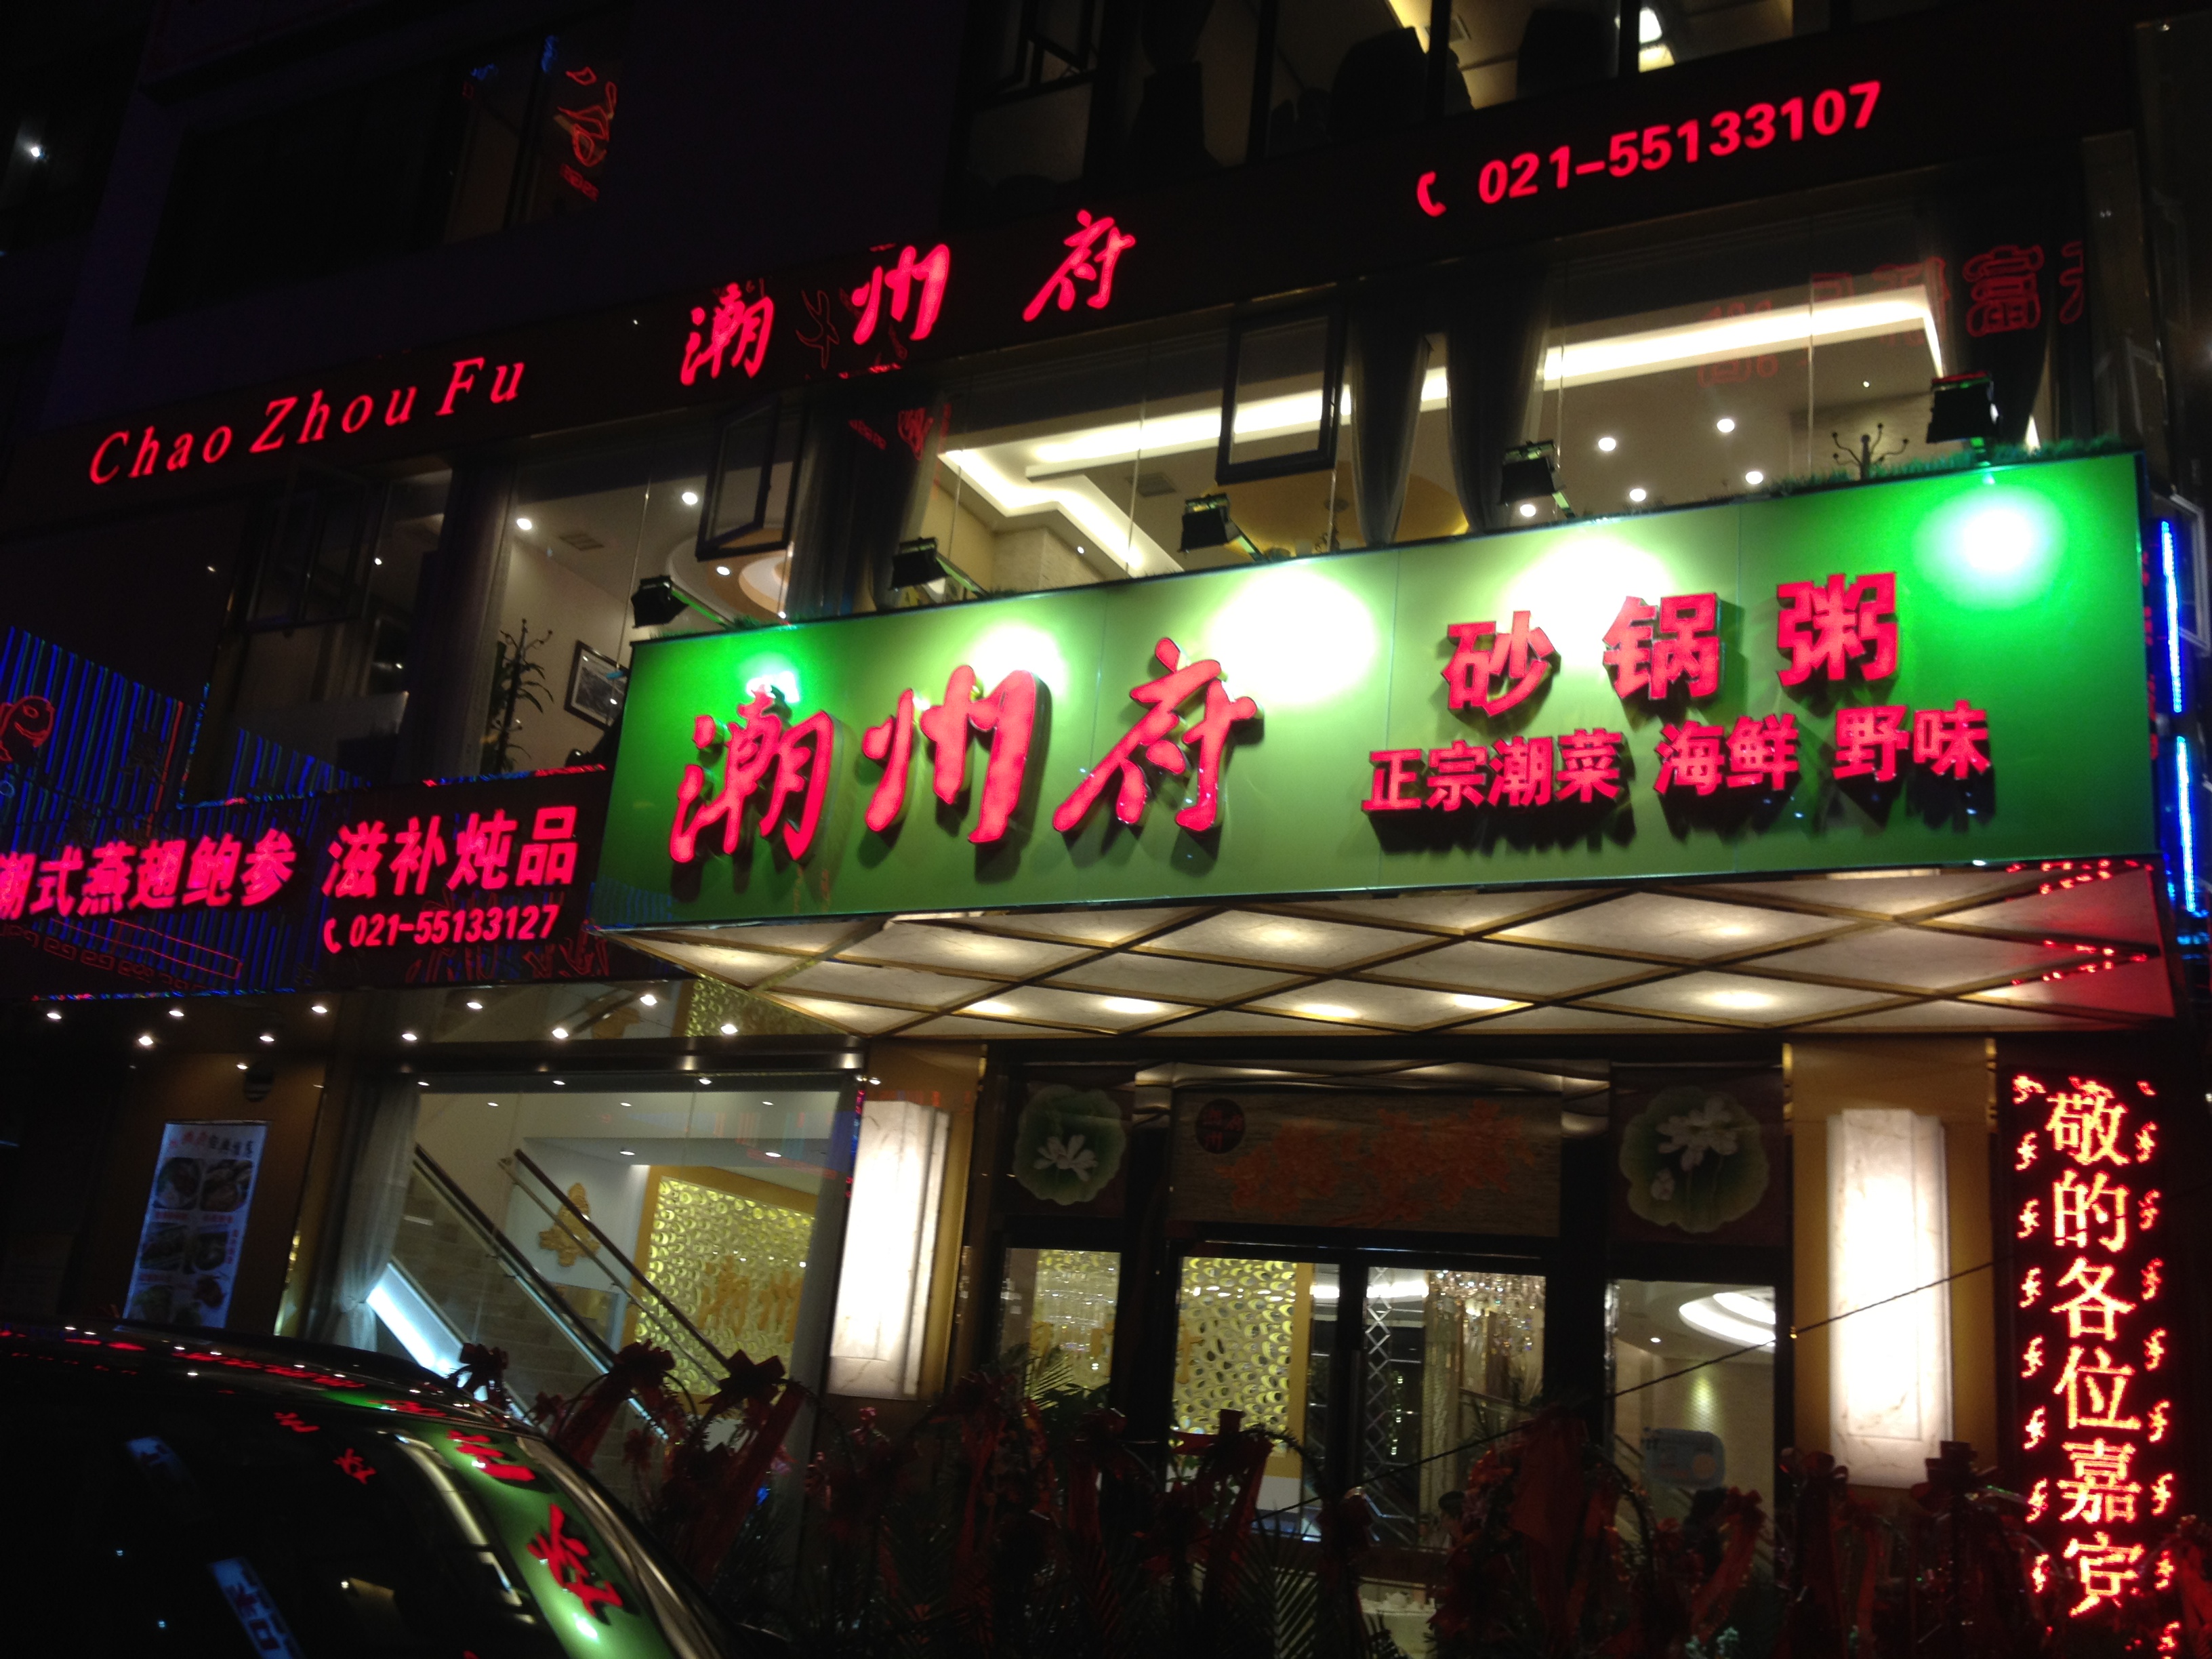 021-55133107
Chao Zhou Fu 潮州府
潮州府
砂锅粥
正宗潮菜 海鲜 野味
潮式燕翅鲍参 滋补炖品
021-55133127
敬的各位嘉宾